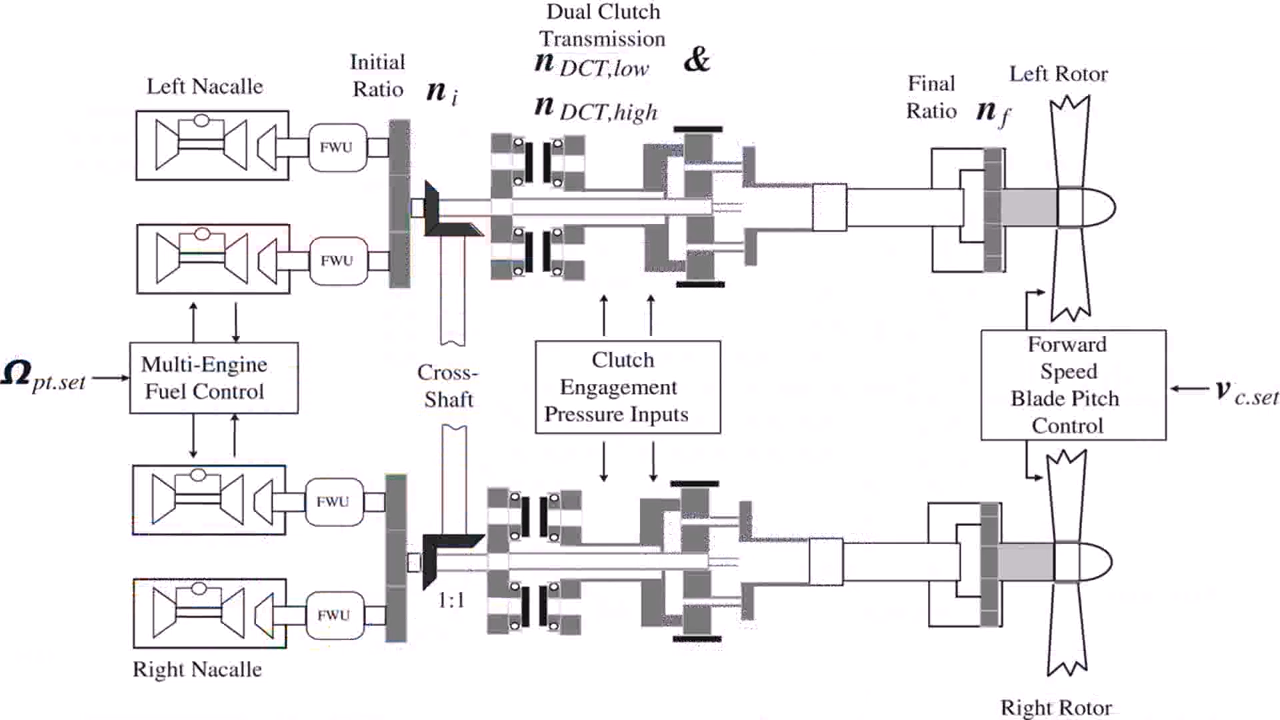 Dual Clutch
Transmission
n DCT,low &
n DCT,high
Initial
Ratio n i
Left Nacalle
Final
Ratio n f
Left Rotor
FWU
FWU
Ω pt.set
Multi-Engine
Fuel Control
Cross-
Shaft
Clutch
Engagement
Pressure Inputs
Forward
Speed
Blade Pitch
Control
v c.set
FWU
FWU
1:1
Right Nacalle
Right Rotor